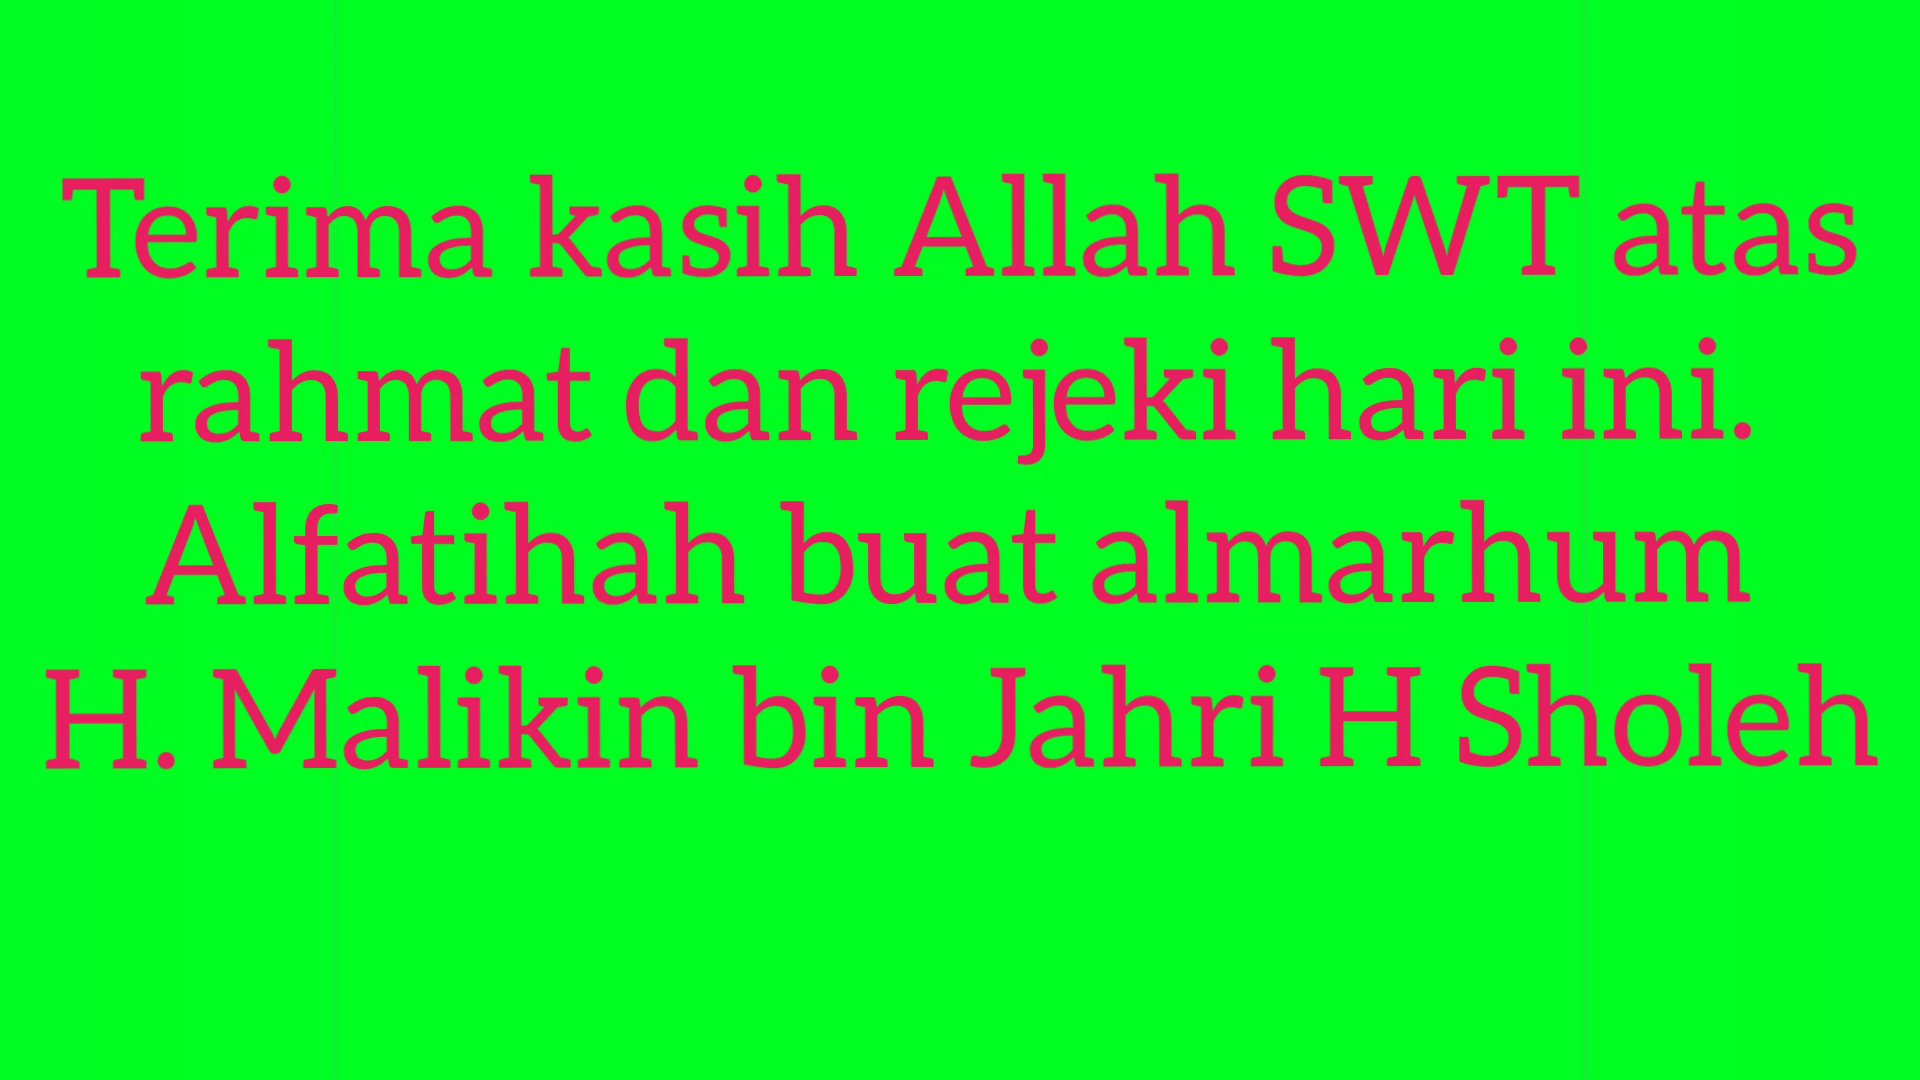 Terima kasih Allah SWT atas
rahmat dan rejeki hari ini.
Alfatihah buat almarhum
H. Malikin bin Jahri H Sholeh